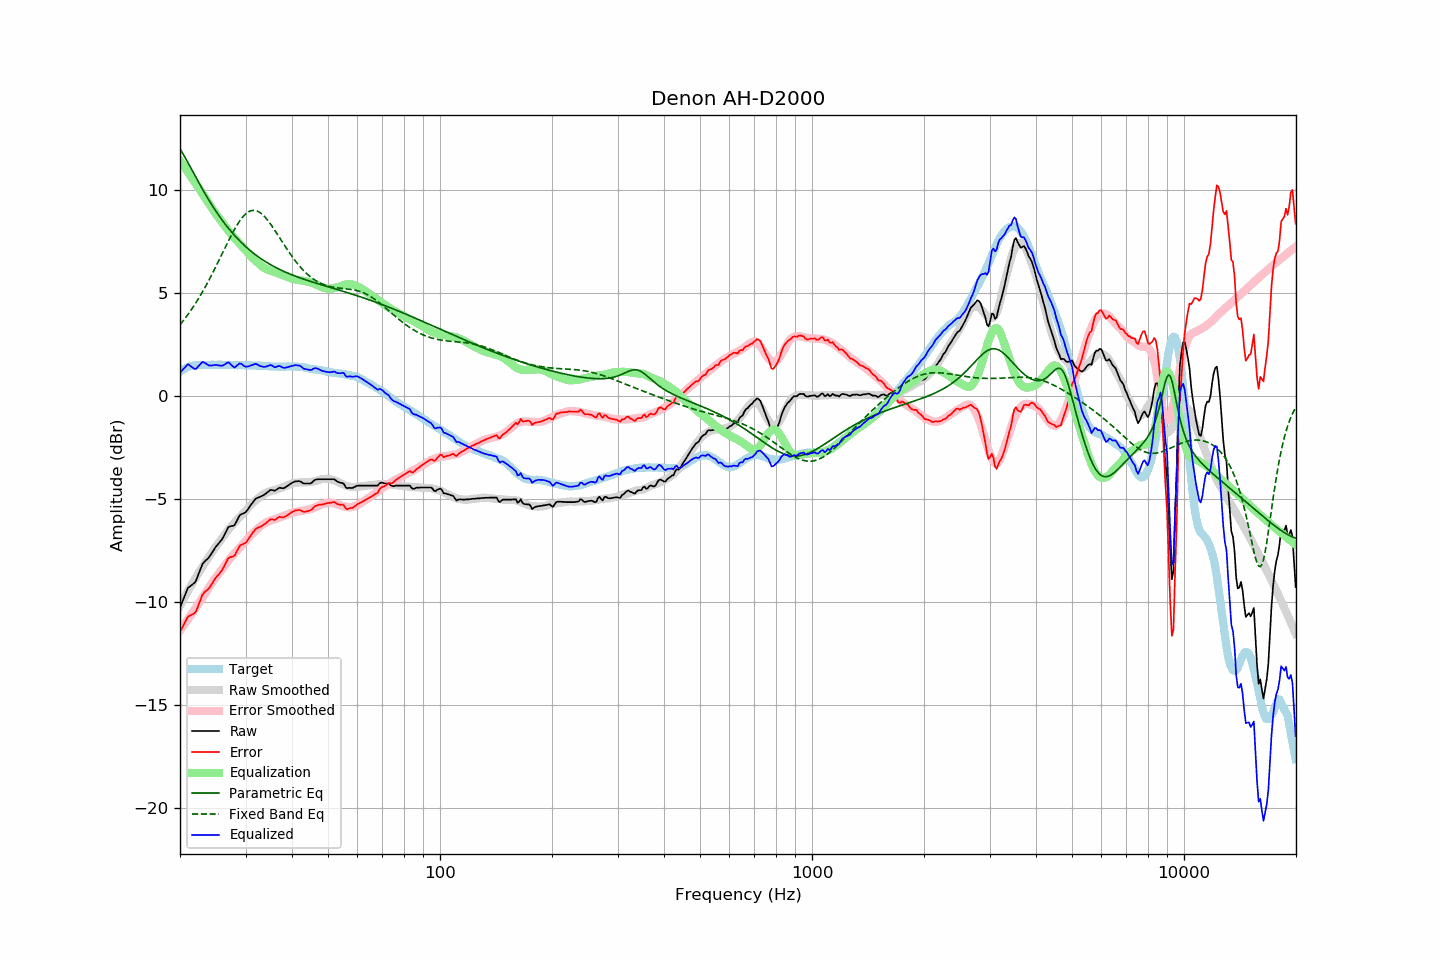 Denon AH-D2000
Amplitude (dBr)
10
5
0
−5
−10
−15
−20
Target
Raw Smoothed
Error Smoothed
Raw
Error
Equalization
Parametric Eq
Fixed Band Eq
Equalized
100
1000
10000
Frequency (Hz)